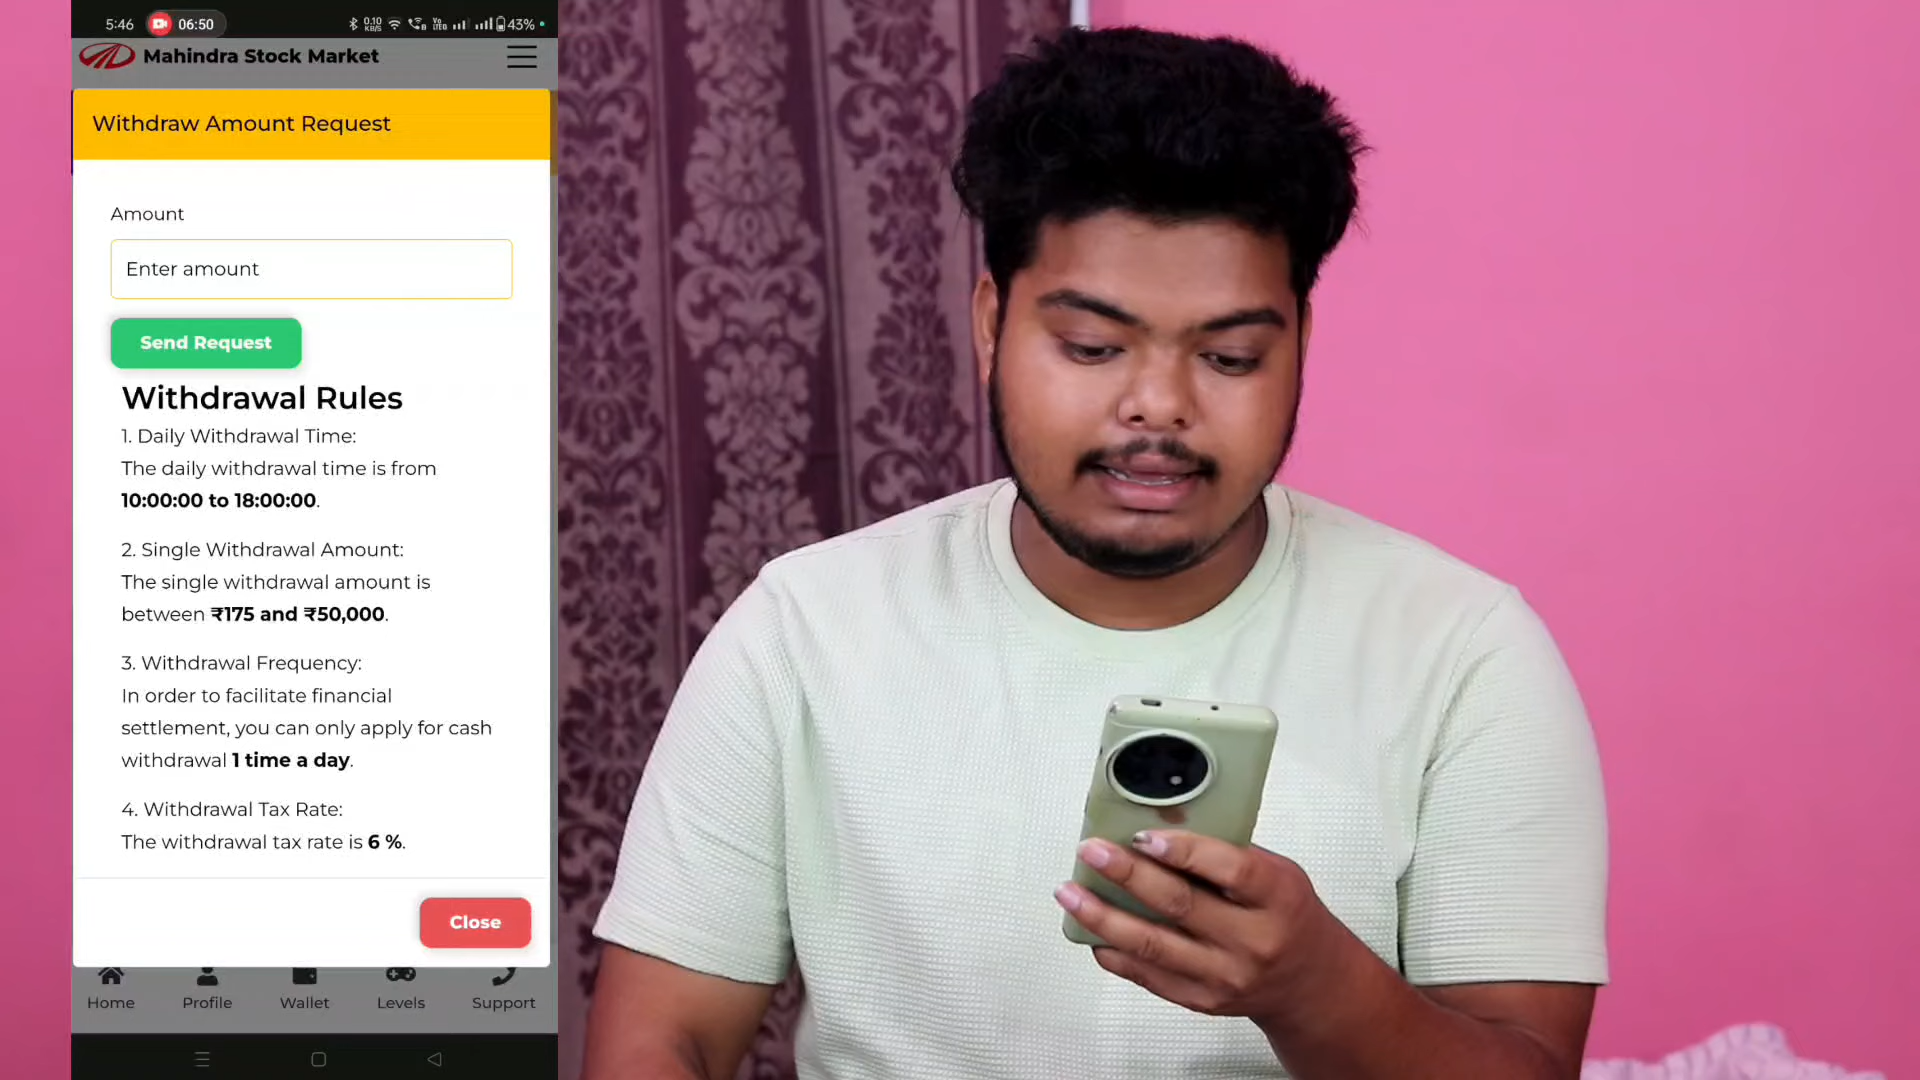 5:46 06:50 0.10 KB/S 43%
Mahindra Stock Market
Withdraw Amount Request
Amount
Enter amount
Send Request
Withdrawal Rules
1. Daily Withdrawal Time:
The daily withdrawal time is from
10:00:00 to 18:00:00.
2. Single Withdrawal Amount:
The single withdrawal amount is
between ₹175 and ₹50,000.
3. Withdrawal Frequency:
In order to facilitate financial
settlement, you can only apply for cash
withdrawal 1 time a day.
4. Withdrawal Tax Rate:
The withdrawal tax rate is 6 %.
Close
Home Profile Wallet Levels Support